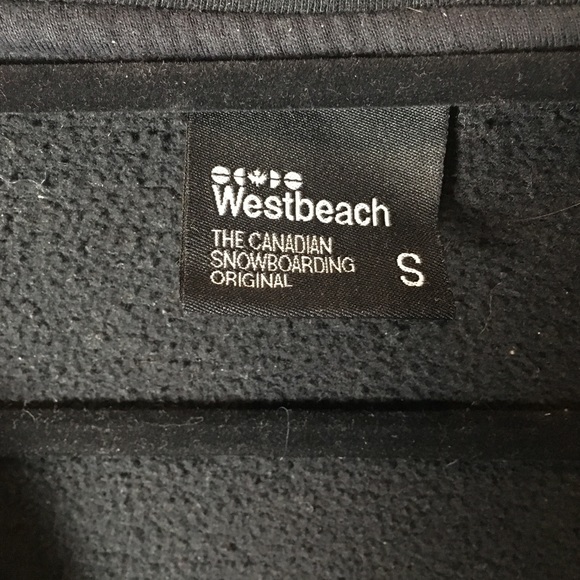 Westbeach
THE CANADIAN
SNOWBOARDING
ORIGINAL
S